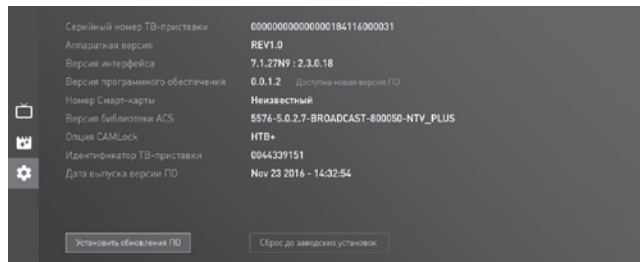 Серийный номер ТВ-приставки 00000000000000184116000031
Аппаратная версия REV1.0
Версия интерфейса 7.1.27N9 : 2.3.0.18
Версия программного обеспечения 0.0.1.2 Доступна новая версия ПО
Номер Смарт-карты Неизвестный
Версия библиотеки ACS 5576-5.0.2.7-BROADCAST-800050-NTV_PLUS
Опция CAMLock НТВ+
Идентификатор ТВ-приставки 0044339151
Дата выпуска версии ПО Nov 23 2016 - 14:32:54
Установить обновления ПО Сброс до заводских установок